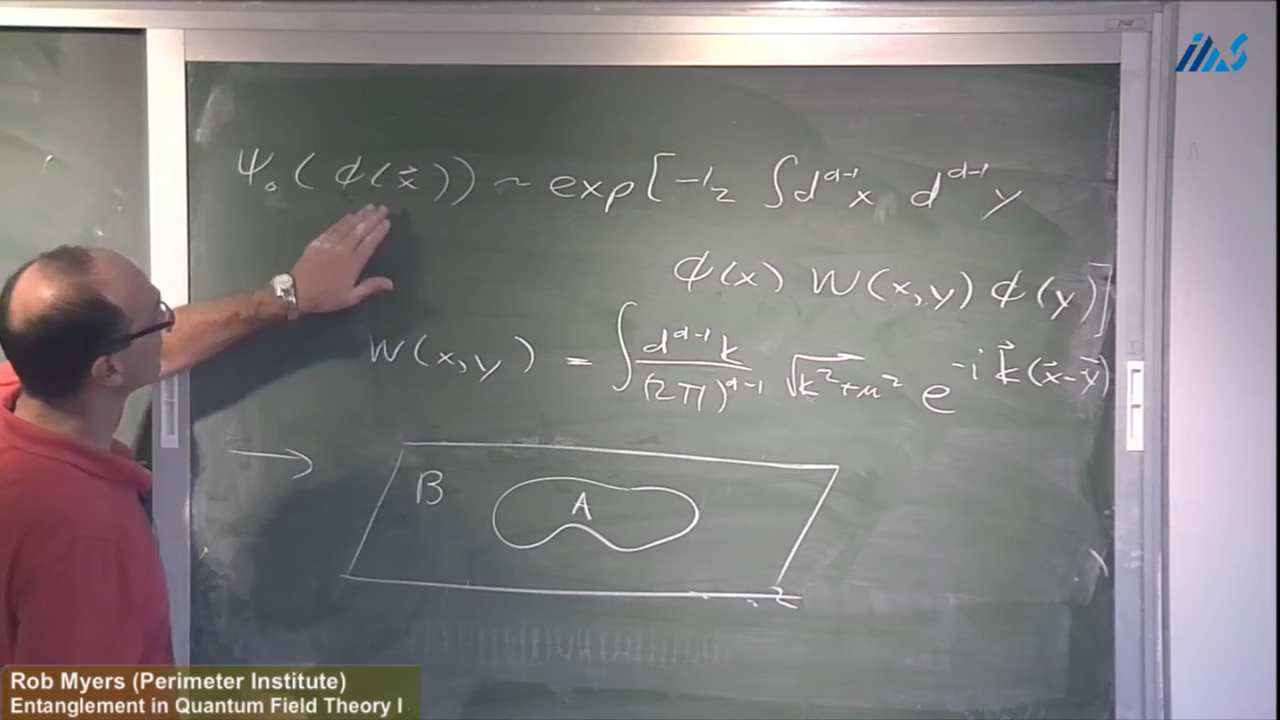 Ψ₀(ϕ(x⃗)) ~ exp[-1/2 ∫d^{d-1}x d^{d-1}y
ϕ(x) W(x,y) ϕ(y)]
W(x,y) = ∫ d^{d-1}k / (2π)^{d-1} √(k²+m²) e^{-i k⃗(x⃗-y⃗)}
→
B
A
Rob Myers (Perimeter Institute)
Entanglement in Quantum Field Theory I